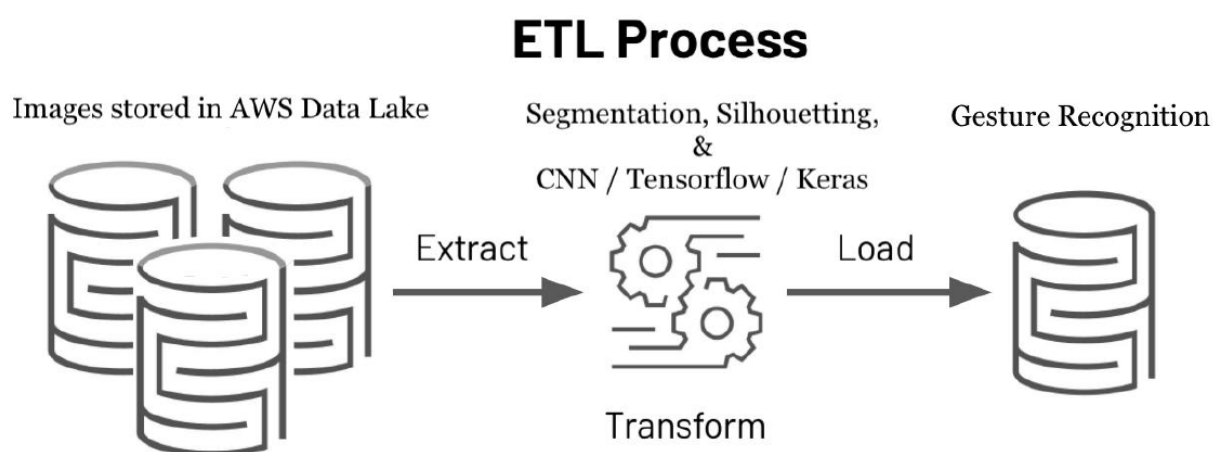 ETL Process
Images stored in AWS Data Lake
Segmentation, Silhouetting,
&
CNN / Tensorflow / Keras
Gesture Recognition
Extract
Load
Transform